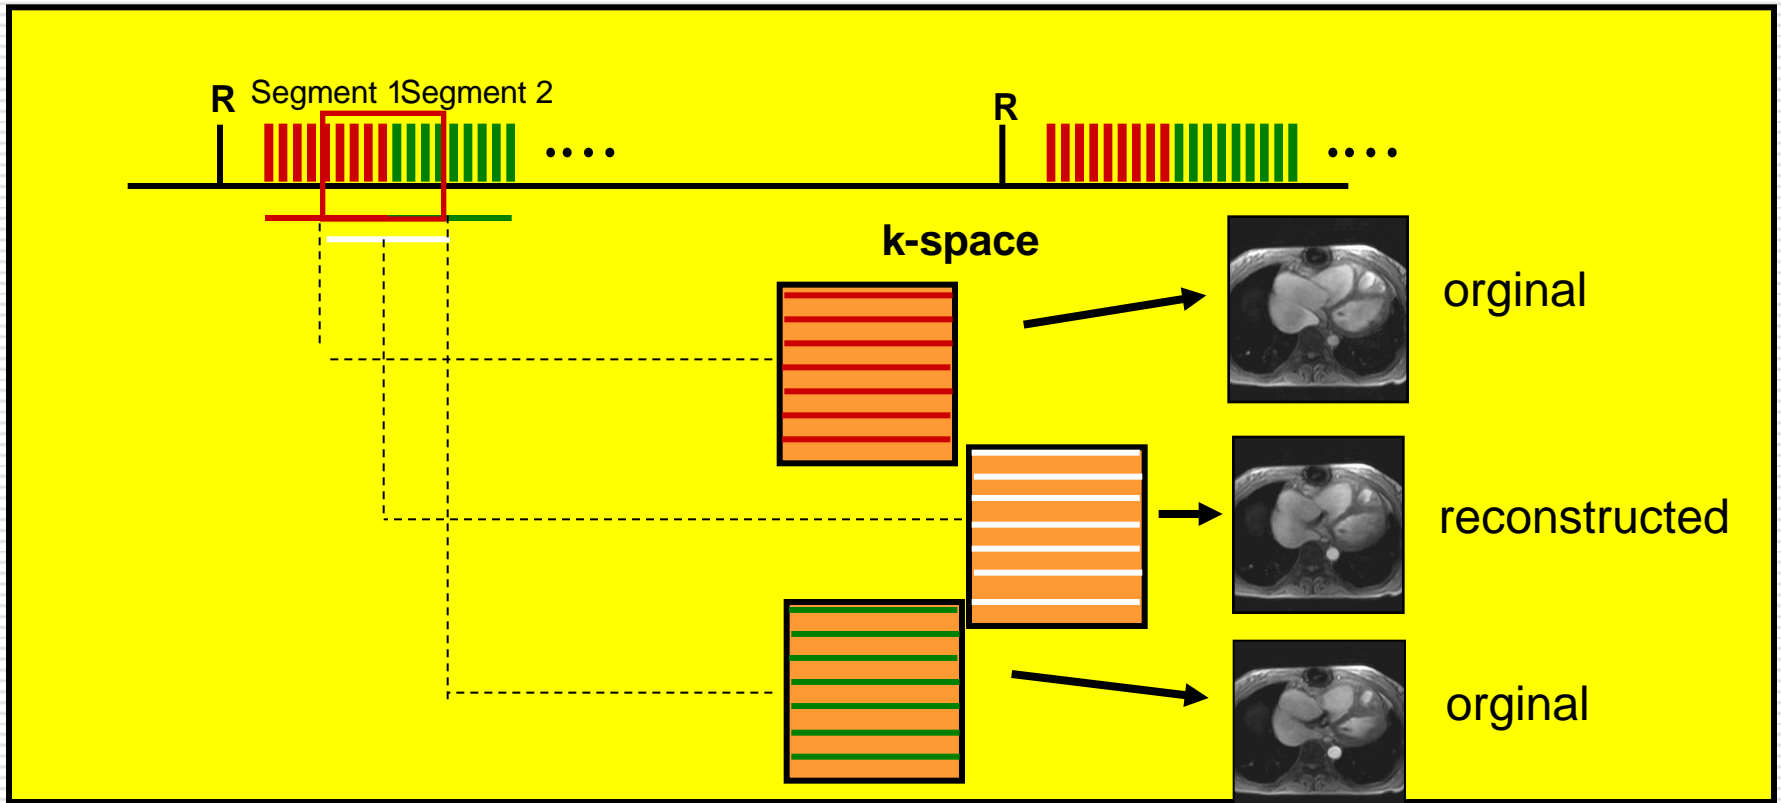 R Segment 1Segment 2
R
k-space
orginal
reconstructed
orginal